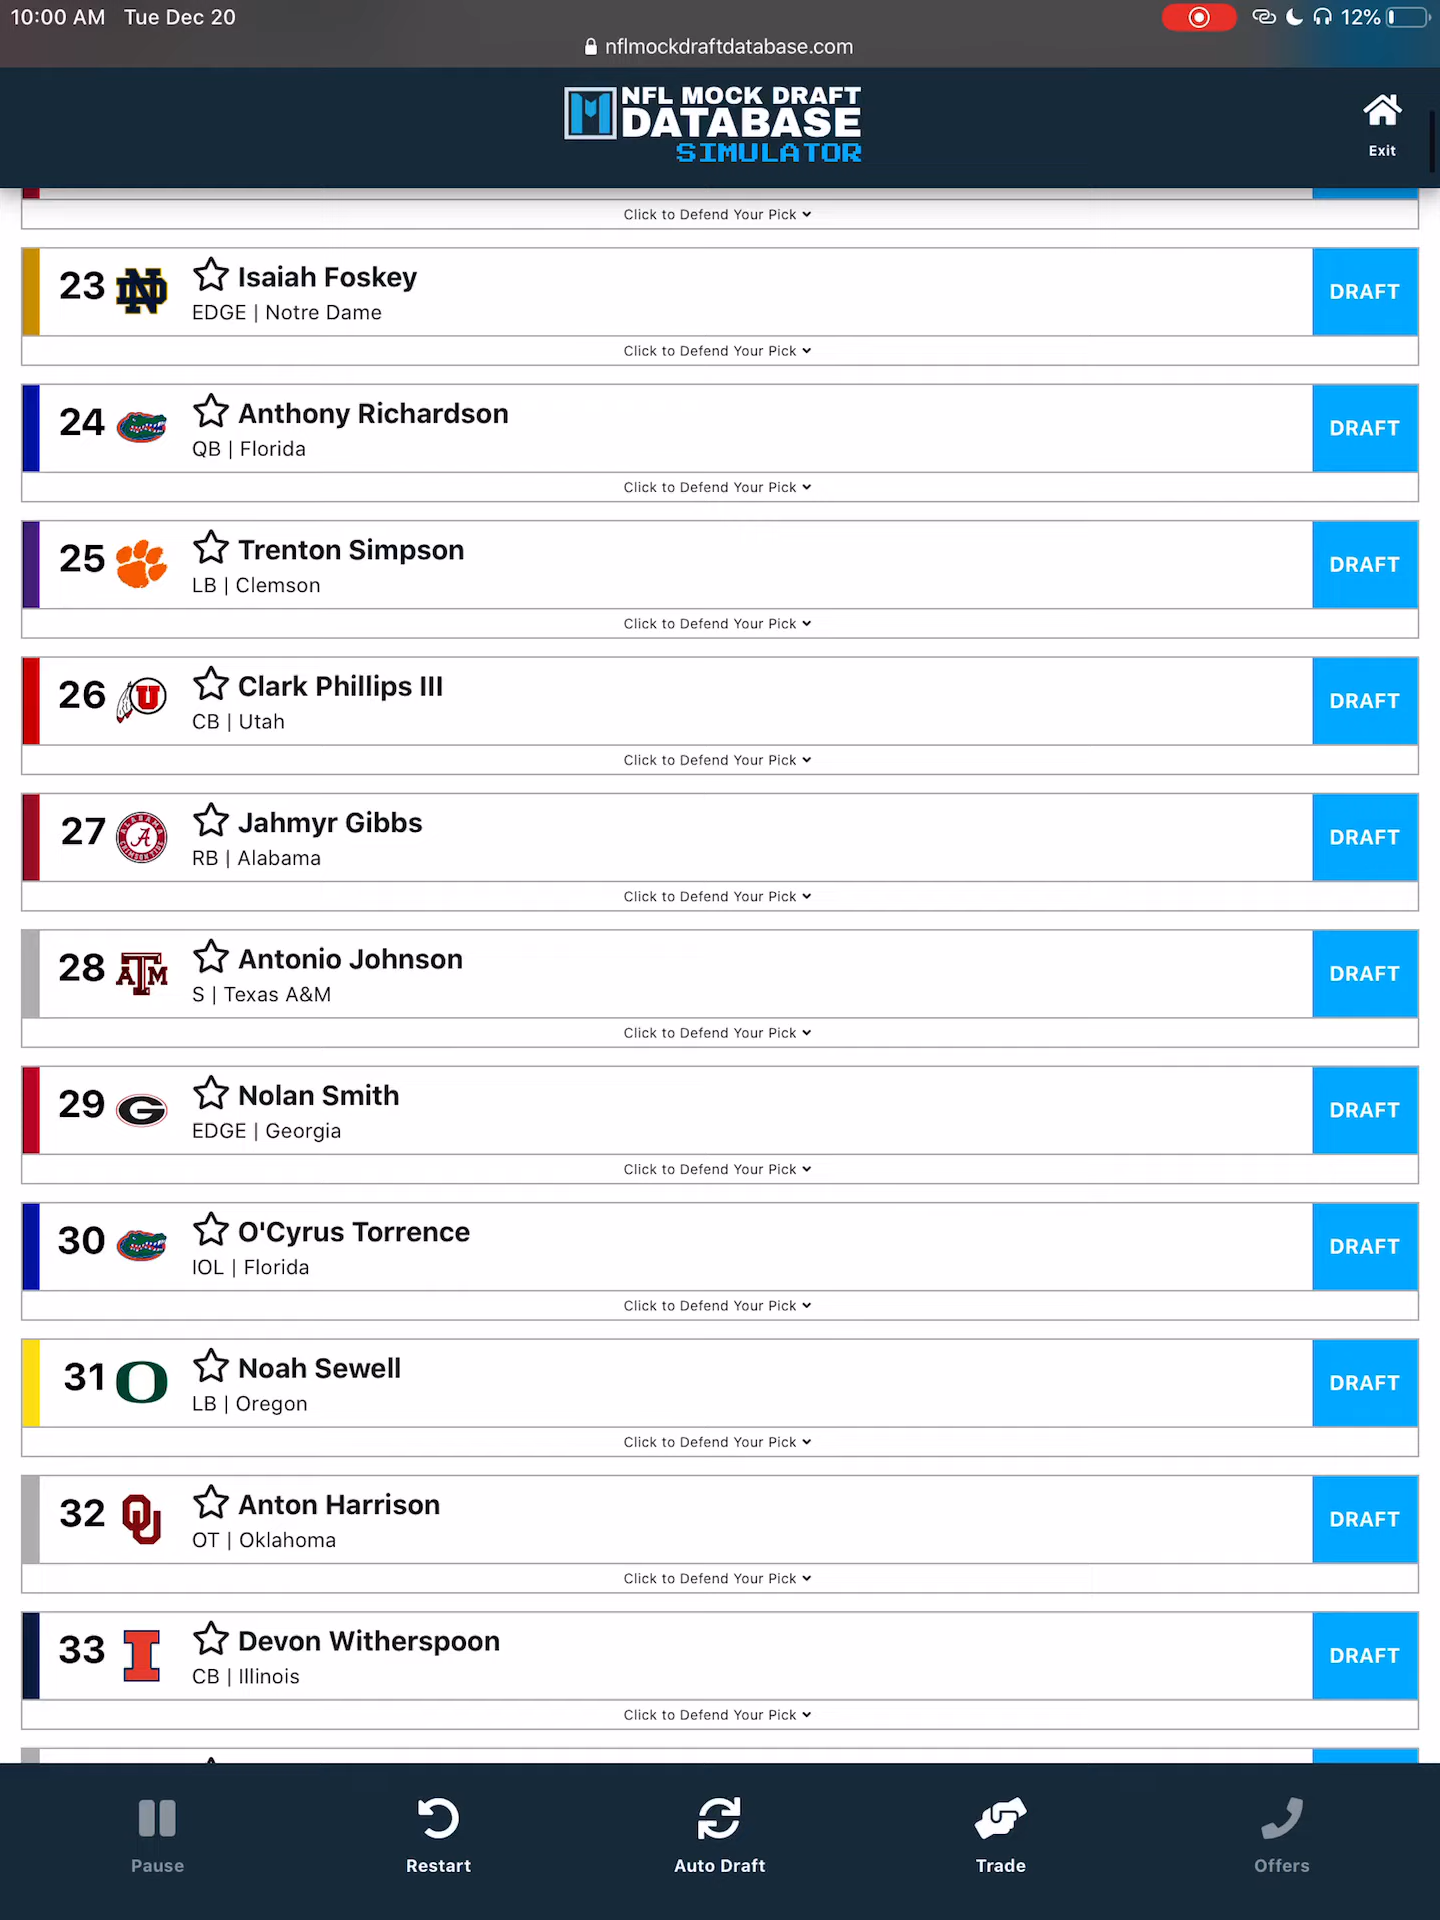 10:00 AM Tue Dec 20
12%
nflmockdraftdatabase.com
NFL MOCK DRAFT
DATABASE
SIMULATOR
Exit
Click to Defend Your Pick
23 Isaiah Foskey
EDGE | Notre Dame
DRAFT
Click to Defend Your Pick
24 Anthony Richardson
QB | Florida
DRAFT
Click to Defend Your Pick
25 Trenton Simpson
LB | Clemson
DRAFT
Click to Defend Your Pick
26 U Clark Phillips III
CB | Utah
DRAFT
Click to Defend Your Pick
27 A Jahmyr Gibbs
RB | Alabama
DRAFT
Click to Defend Your Pick
28 ATM Antonio Johnson
S | Texas A&M
DRAFT
Click to Defend Your Pick
29 G Nolan Smith
EDGE | Georgia
DRAFT
Click to Defend Your Pick
30 O'Cyrus Torrence
IOL | Florida
DRAFT
Click to Defend Your Pick
31 O Noah Sewell
LB | Oregon
DRAFT
Click to Defend Your Pick
32 OU Anton Harrison
OT | Oklahoma
DRAFT
Click to Defend Your Pick
33 I Devon Witherspoon
CB | Illinois
DRAFT
Click to Defend Your Pick
Pause Restart Auto Draft Trade Offers